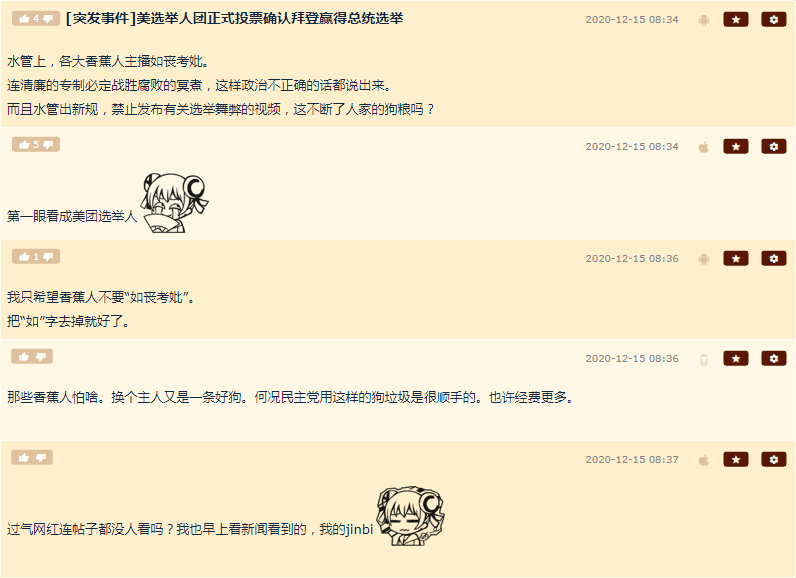 4 [突发事件]美选举人团正式投票确认拜登赢得总统选举 2020-12-15 08:34
水管上，各大香蕉人主播如丧考妣。
连清廉的专制必定战胜腐败的冥煮，这样政治不正确的话都说出来。
而且水管出新规，禁止发布有关选举舞弊的视频，这不断了人家的狗粮吗？
5 2020-12-15 08:34
第一眼看成美团选举人
1 2020-12-15 08:36
我只希望香蕉人不要“如丧考妣”。
把“如”字去掉就好了。
2020-12-15 08:36
那些香蕉人怕啥。换个主人又是一条好狗。何况民主党用这样的狗垃圾是很顺手的。也许经费更多。
2020-12-15 08:37
过气网红连帖子都没人看吗？我也早上看新闻看到的，我的jinbi